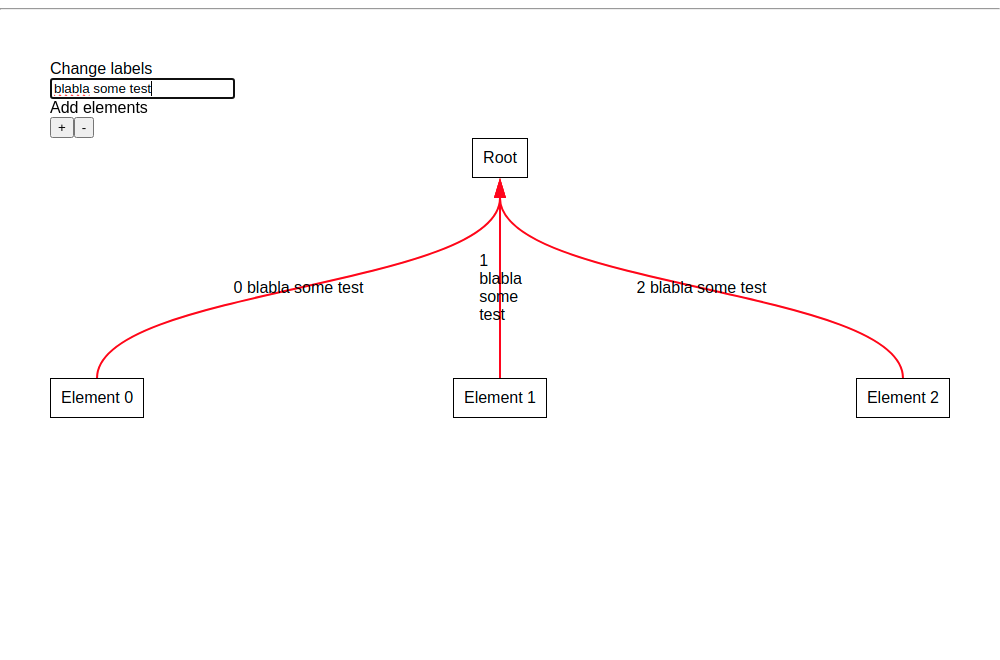 Change labels
blabla some test
Add elements
+ -
Root
0 blabla some test
1
blabla
some
test
2 blabla some test
Element 0
Element 1
Element 2